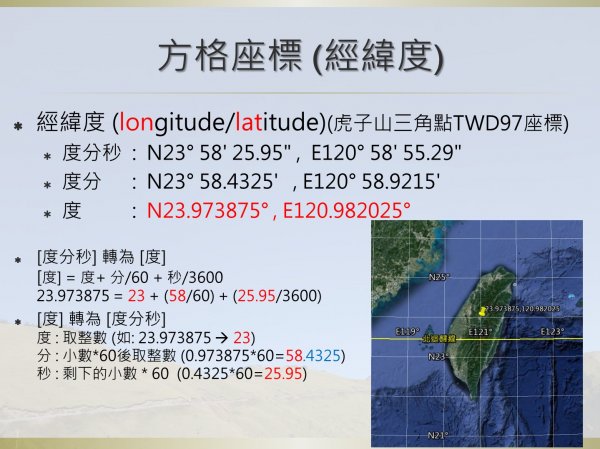 方格座標 (經緯度)
經緯度 (longitude/latitude)(虎子山三角點TWD97座標)
度分秒 : N23° 58' 25.95" , E120° 58' 55.29"
度分 : N23° 58.4325' , E120° 58.9215'
度 : N23.973875° , E120.982025°
[度分秒] 轉為 [度]
[度] = 度+ 分/60 + 秒/3600
23.973875 = 23 + (58/60) + (25.95/3600)
[度] 轉為 [度分秒]
度 : 取整數 (如: 23.973875 → 23)
分 : 小數*60後取整數 (0.973875*60=58.4325)
秒 : 剩下的小數 * 60 (0.4325*60=25.95)
N25°
23.973875,120.982025
E119° E121° E123°
北迴歸線
N23°
N21°